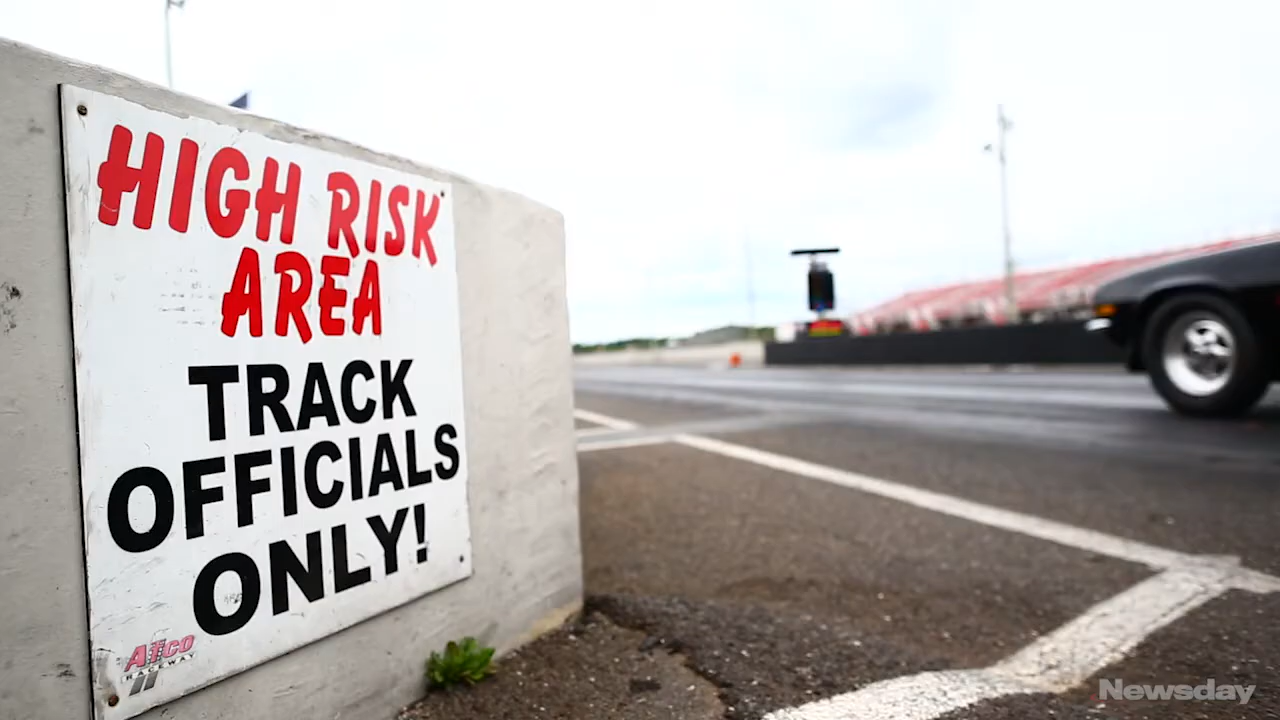 HIGH RISK
AREA
TRACK
OFFICIALS
ONLY!
ATCO
RACEWAY
Newsday